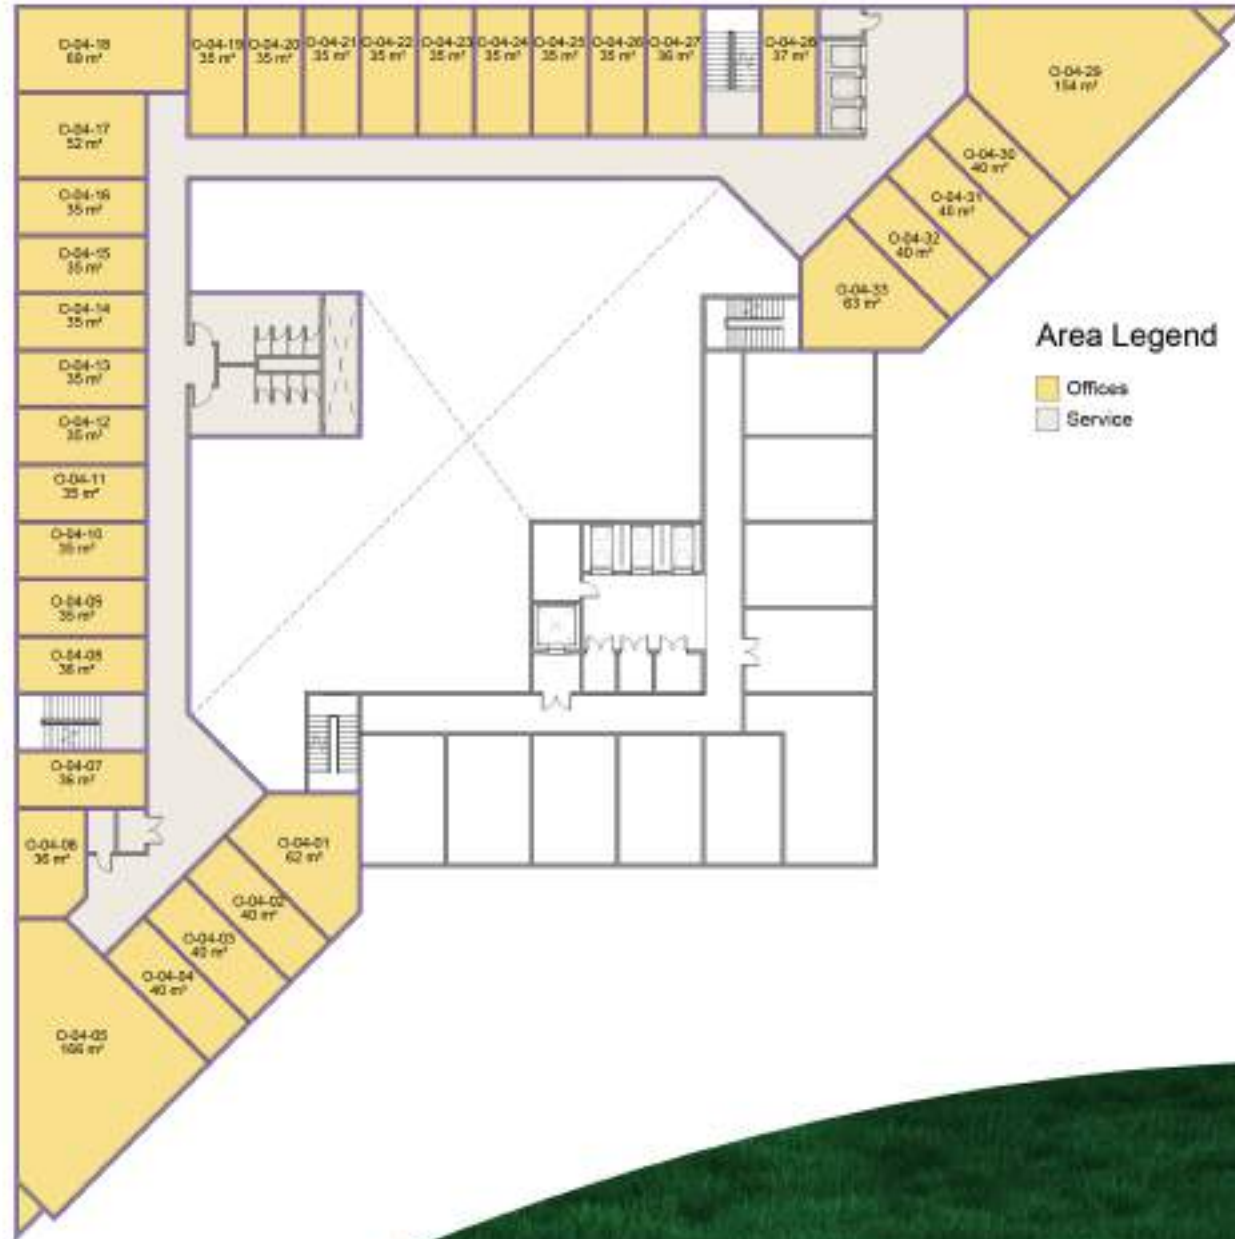 O-04-18
69 m²
O-04-19
35 m²
O-04-20
35 m²
O-04-21
35 m²
O-04-22
35 m²
O-04-23
35 m²
O-04-24
35 m²
O-04-25
35 m²
O-04-26
35 m²
O-04-27
36 m²
O-04-28
37 m²
O-04-29
154 m²
O-04-17
52 m²
O-04-30
40 m²
O-04-16
35 m²
O-04-31
40 m²
O-04-15
35 m²
O-04-32
40 m²
O-04-14
35 m²
O-04-33
63 m²
Area Legend
Offices
Service
O-04-13
35 m²
O-04-12
35 m²
O-04-11
35 m²
O-04-10
35 m²
O-04-09
35 m²
O-04-08
36 m²
O-04-07
36 m²
O-04-06
36 m²
O-04-01
62 m²
O-04-02
40 m²
O-04-03
40 m²
O-04-04
40 m²
O-04-05
166 m²